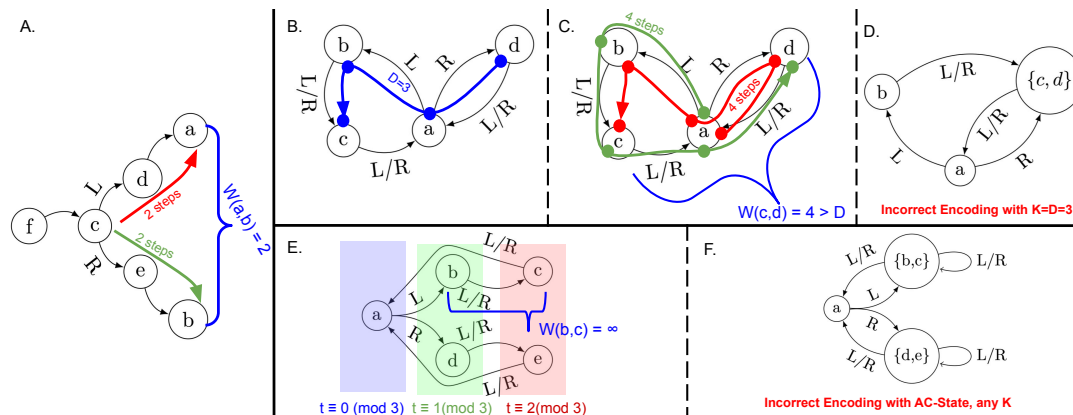 A.
a
d
L
2 steps
f
c
W(a,b) = 2
2 steps
R
e
b
B.
b
d
L
R
L/R
D=3
a
L/R
c
L/R
C.
4 steps
b
d
L
R
L/R
4 steps
a
L/R
c
L/R
W(c,d) = 4 > D
D.
L/R
b
{c, d}
L/R
L
a
R
Incorrect Encoding with K=D=3
E.
L/R
b
c
L
L/R
a
W(b,c) = ∞
R
L/R
d
e
L/R
t ≡ 0 (mod 3)
t ≡ 1(mod 3)
t ≡ 2(mod 3)
F.
{b,c}
L/R
L/R
L
a
R
{d,e}
L/R
L/R
Incorrect Encoding with AC-State, any K